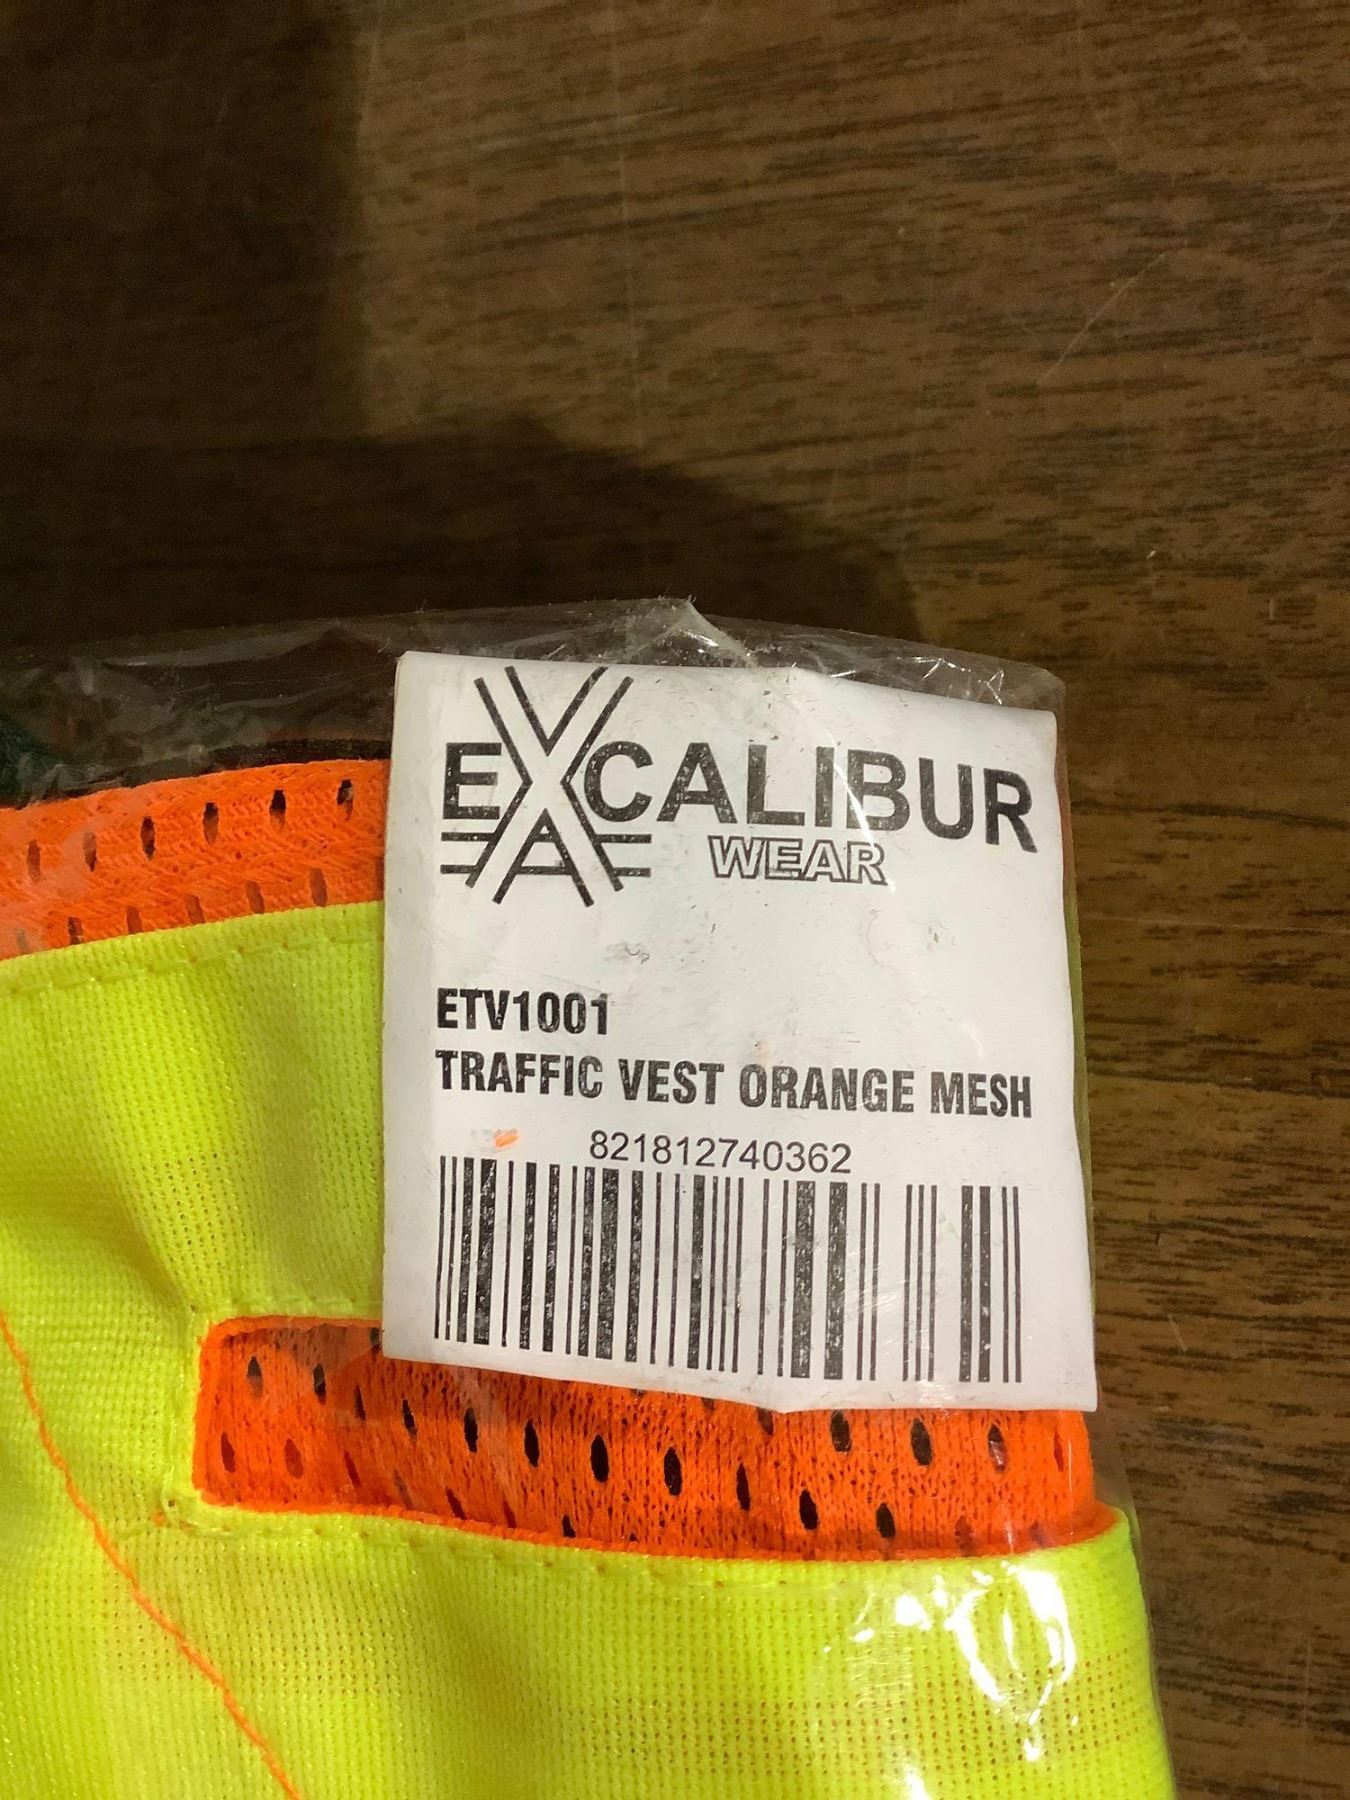 EXCALIBUR
WEAR
ETV1001
TRAFFIC VEST ORANGE MESH
821812740362